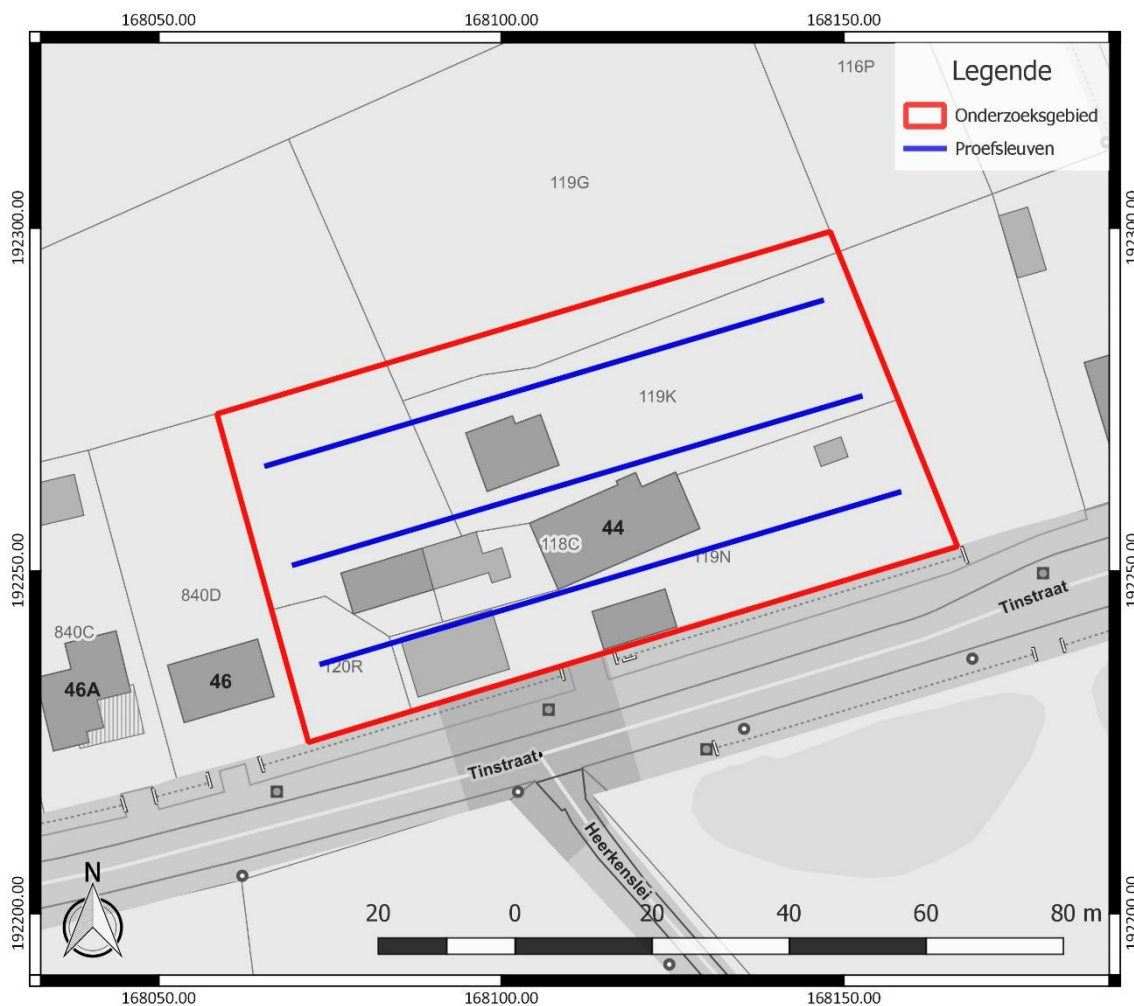 168050.00 168100.00 168150.00
116P
Legende
Onderzoeksgebied
Proefsleuven
119G
192300.00 192300.00
119K
44
118C
119N
192250.00 192250.00
840D
840C
46A
46
120R
Tinstraat
Tinstraat
Heerkenslei
N
20 0 20 40 60 80 m
192200.00 192200.00
168050.00 168100.00 168150.00